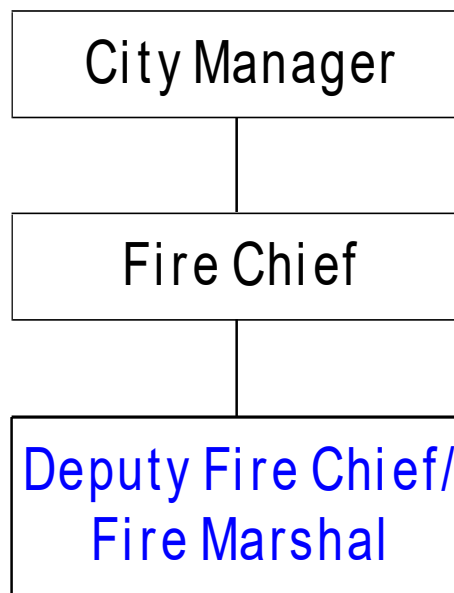 City Manager
Fire Chief
Deputy Fire Chief/
Fire Marshal